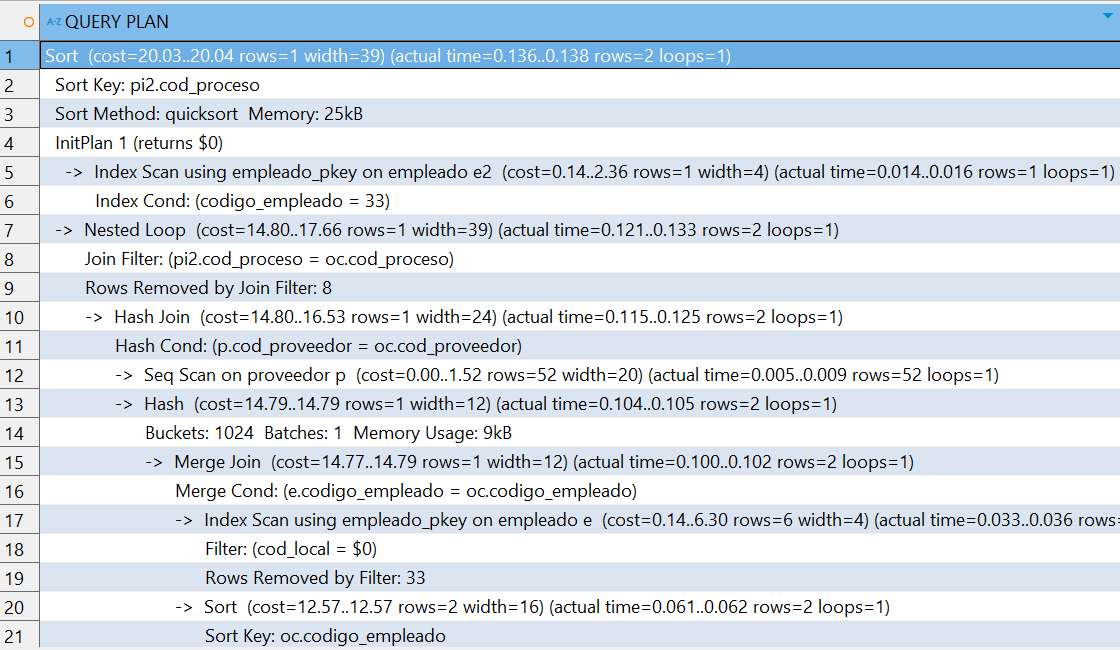 A-Z QUERY PLAN
1 Sort (cost=20.03..20.04 rows=1 width=39) (actual time=0.136..0.138 rows=2 loops=1)
2 Sort Key: pi2.cod_proceso
3 Sort Method: quicksort Memory: 25kB
4 InitPlan 1 (returns $0)
5 -> Index Scan using empleado_pkey on empleado e2 (cost=0.14..2.36 rows=1 width=4) (actual time=0.014..0.016 rows=1 loops=1)
6 Index Cond: (codigo_empleado = 33)
7 -> Nested Loop (cost=14.80..17.66 rows=1 width=39) (actual time=0.121..0.133 rows=2 loops=1)
8 Join Filter: (pi2.cod_proceso = oc.cod_proceso)
9 Rows Removed by Join Filter: 8
10 -> Hash Join (cost=14.80..16.53 rows=1 width=24) (actual time=0.115..0.125 rows=2 loops=1)
11 Hash Cond: (p.cod_proveedor = oc.cod_proveedor)
12 -> Seq Scan on proveedor p (cost=0.00..1.52 rows=52 width=20) (actual time=0.005..0.009 rows=52 loops=1)
13 -> Hash (cost=14.79..14.79 rows=1 width=12) (actual time=0.104..0.105 rows=2 loops=1)
14 Buckets: 1024 Batches: 1 Memory Usage: 9kB
15 -> Merge Join (cost=14.77..14.79 rows=1 width=12) (actual time=0.100..0.102 rows=2 loops=1)
16 Merge Cond: (e.codigo_empleado = oc.codigo_empleado)
17 -> Index Scan using empleado_pkey on empleado e (cost=0.14..6.30 rows=6 width=4) (actual time=0.033..0.036 rows=
18 Filter: (cod_local = $0)
19 Rows Removed by Filter: 33
20 -> Sort (cost=12.57..12.57 rows=2 width=16) (actual time=0.061..0.062 rows=2 loops=1)
21 Sort Key: oc.codigo_empleado